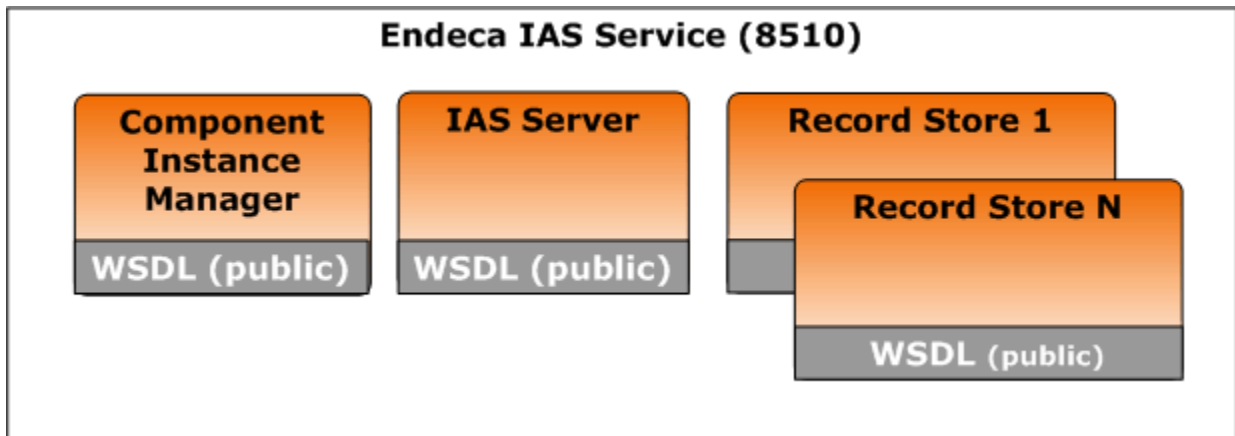 Endeca IAS Service (8510)
Component
Instance
Manager
WSDL (public)
IAS Server
WSDL (public)
Record Store 1
Record Store N
WSDL (public)